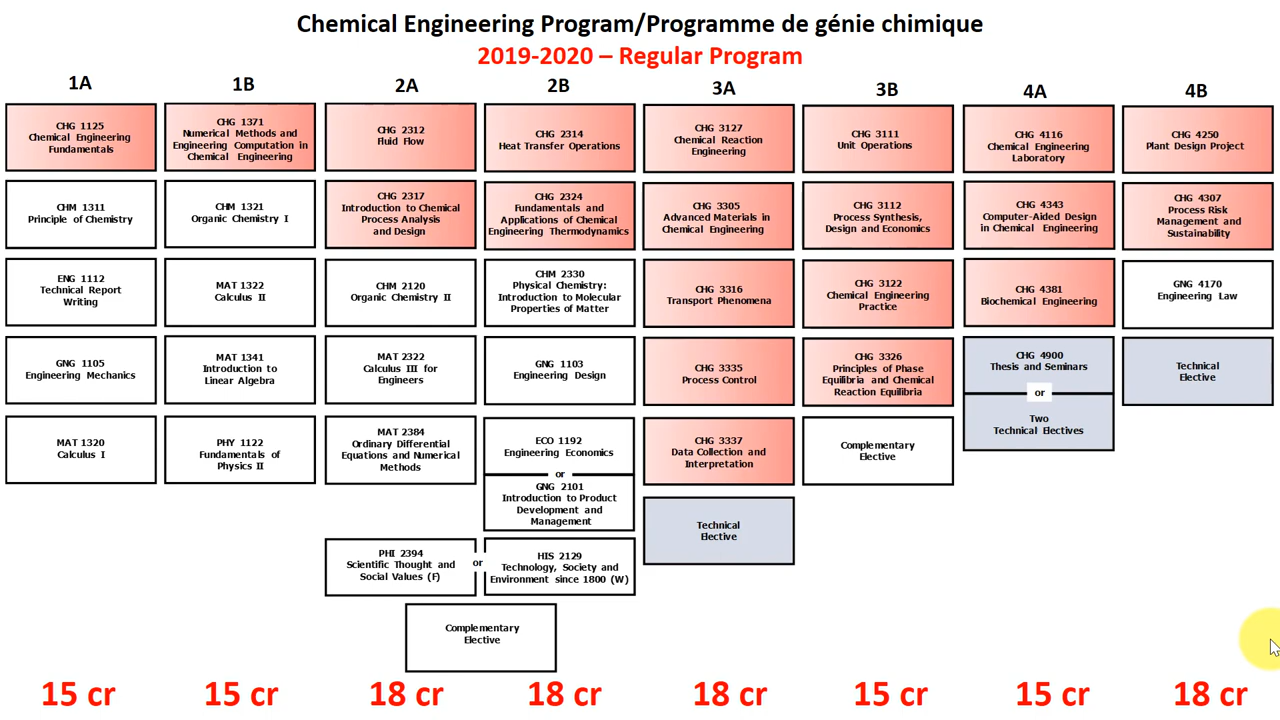 Chemical Engineering Program/Programme de génie chimique
2019-2020 – Regular Program
1A
1B
2A
2B
3A
3B
4A
4B
CHG 1125
Chemical Engineering
Fundamentals
CHM 1311
Principle of Chemistry
ENG 1112
Technical Report
Writing
GNG 1105
Engineering Mechanics
MAT 1320
Calculus I
CHG 1371
Numerical Methods and
Engineering Computation in
Chemical Engineering
CHM 1321
Organic Chemistry I
MAT 1322
Calculus II
MAT 1341
Introduction to
Linear Algebra
PHY 1122
Fundamentals of
Physics II
CHG 2312
Fluid Flow
CHG 2317
Introduction to Chemical
Process Analysis
and Design
CHM 2120
Organic Chemistry II
MAT 2322
Calculus III for
Engineers
MAT 2384
Ordinary Differential
Equations and Numerical
Methods
PHI 2394
Scientific Thought and
Social Values (F)
or
CHG 2314
Heat Transfer Operations
CHG 2324
Fundamentals and
Applications of Chemical
Engineering Thermodynamics
CHM 2330
Physical Chemistry:
Introduction to Molecular
Properties of Matter
GNG 1103
Engineering Design
ECO 1192
Engineering Economics
or
GNG 2101
Introduction to Product
Development and
Management
HIS 2129
Technology, Society and
Environment since 1800 (W)
Complementary
Elective
CHG 3127
Chemical Reaction
Engineering
CHG 3305
Advanced Materials in
Chemical Engineering
CHG 3316
Transport Phenomena
CHG 3335
Process Control
CHG 3337
Data Collection and
Interpretation
Technical
Elective
CHG 3111
Unit Operations
CHG 3112
Process Synthesis,
Design and Economics
CHG 3122
Chemical Engineering
Practice
CHG 3326
Principles of Phase
Equilibria and Chemical
Reaction Equilibria
Complementary
Elective
CHG 4116
Chemical Engineering
Laboratory
CHG 4343
Computer-Aided Design
in Chemical Engineering
CHG 4381
Biochemical Engineering
CHG 4900
Thesis and Seminars
or
Two
Technical Electives
CHG 4250
Plant Design Project
CHG 4307
Process Risk
Management and
Sustainability
GNG 4170
Engineering Law
Technical
Elective
15 cr
15 cr
18 cr
18 cr
18 cr
15 cr
15 cr
18 cr